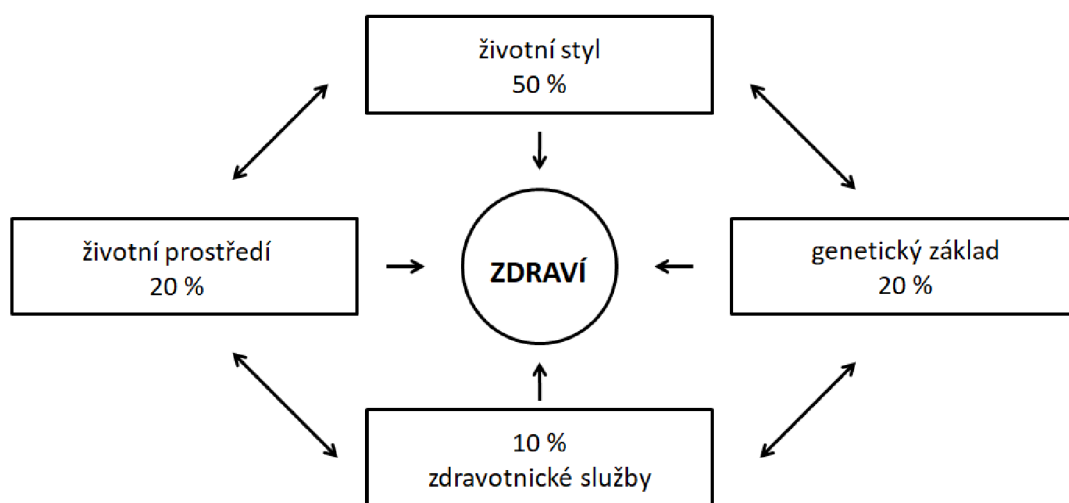 životní styl
50 %
životní prostředí
20 %
ZDRAVÍ
genetický základ
20 %
10 %
zdravotnické služby